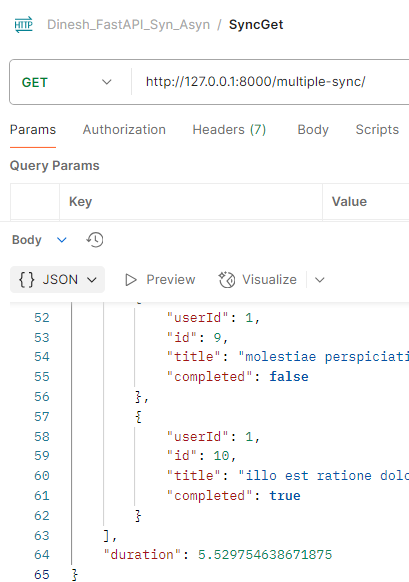 HTTP Dinesh_FastAPI_Syn_Asyn / SyncGet
GET http://127.0.0.1:8000/multiple-sync/
Params Authorization Headers (7) Body Scripts
Query Params
Key Value
Body
{} JSON Preview Visualize
52 "userId": 1,
53 "id": 9,
54 "title": "molestiae perspiciati
55 "completed": false
56 },
57 {
58 "userId": 1,
59 "id": 10,
60 "title": "illo est ratione dolo
61 "completed": true
62 }
63 ],
64 "duration": 5.529754638671875
65 }